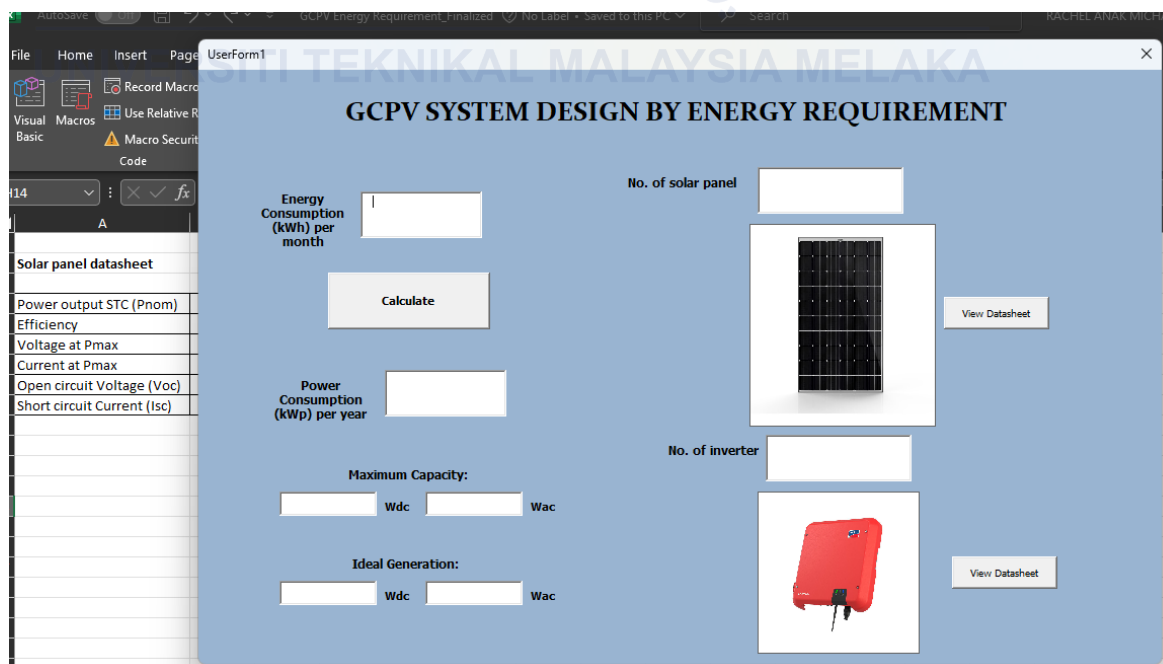 AutoSave Off GCPV Energy Requirement_Finalized No Label • Saved to this PC Search RACHEL ANAK MICHA
File Home Insert Page
UserForm1
SITI TEKNIKAL MALAYSIA MELAKA
Record Macro
Use Relative R
Macro Securit
Visual Basic
Macros
Code
H14
fx
A
Solar panel datasheet
Power output STC (Pnom)
Efficiency
Voltage at Pmax
Current at Pmax
Open circuit Voltage (Voc)
Short circuit Current (Isc)
GCPV SYSTEM DESIGN BY ENERGY REQUIREMENT
Energy
Consumption
(kWh) per
month
Calculate
Power
Consumption
(kWp) per year
Maximum Capacity:
Wdc Wac
Ideal Generation:
Wdc Wac
No. of solar panel
View Datasheet
No. of inverter
View Datasheet